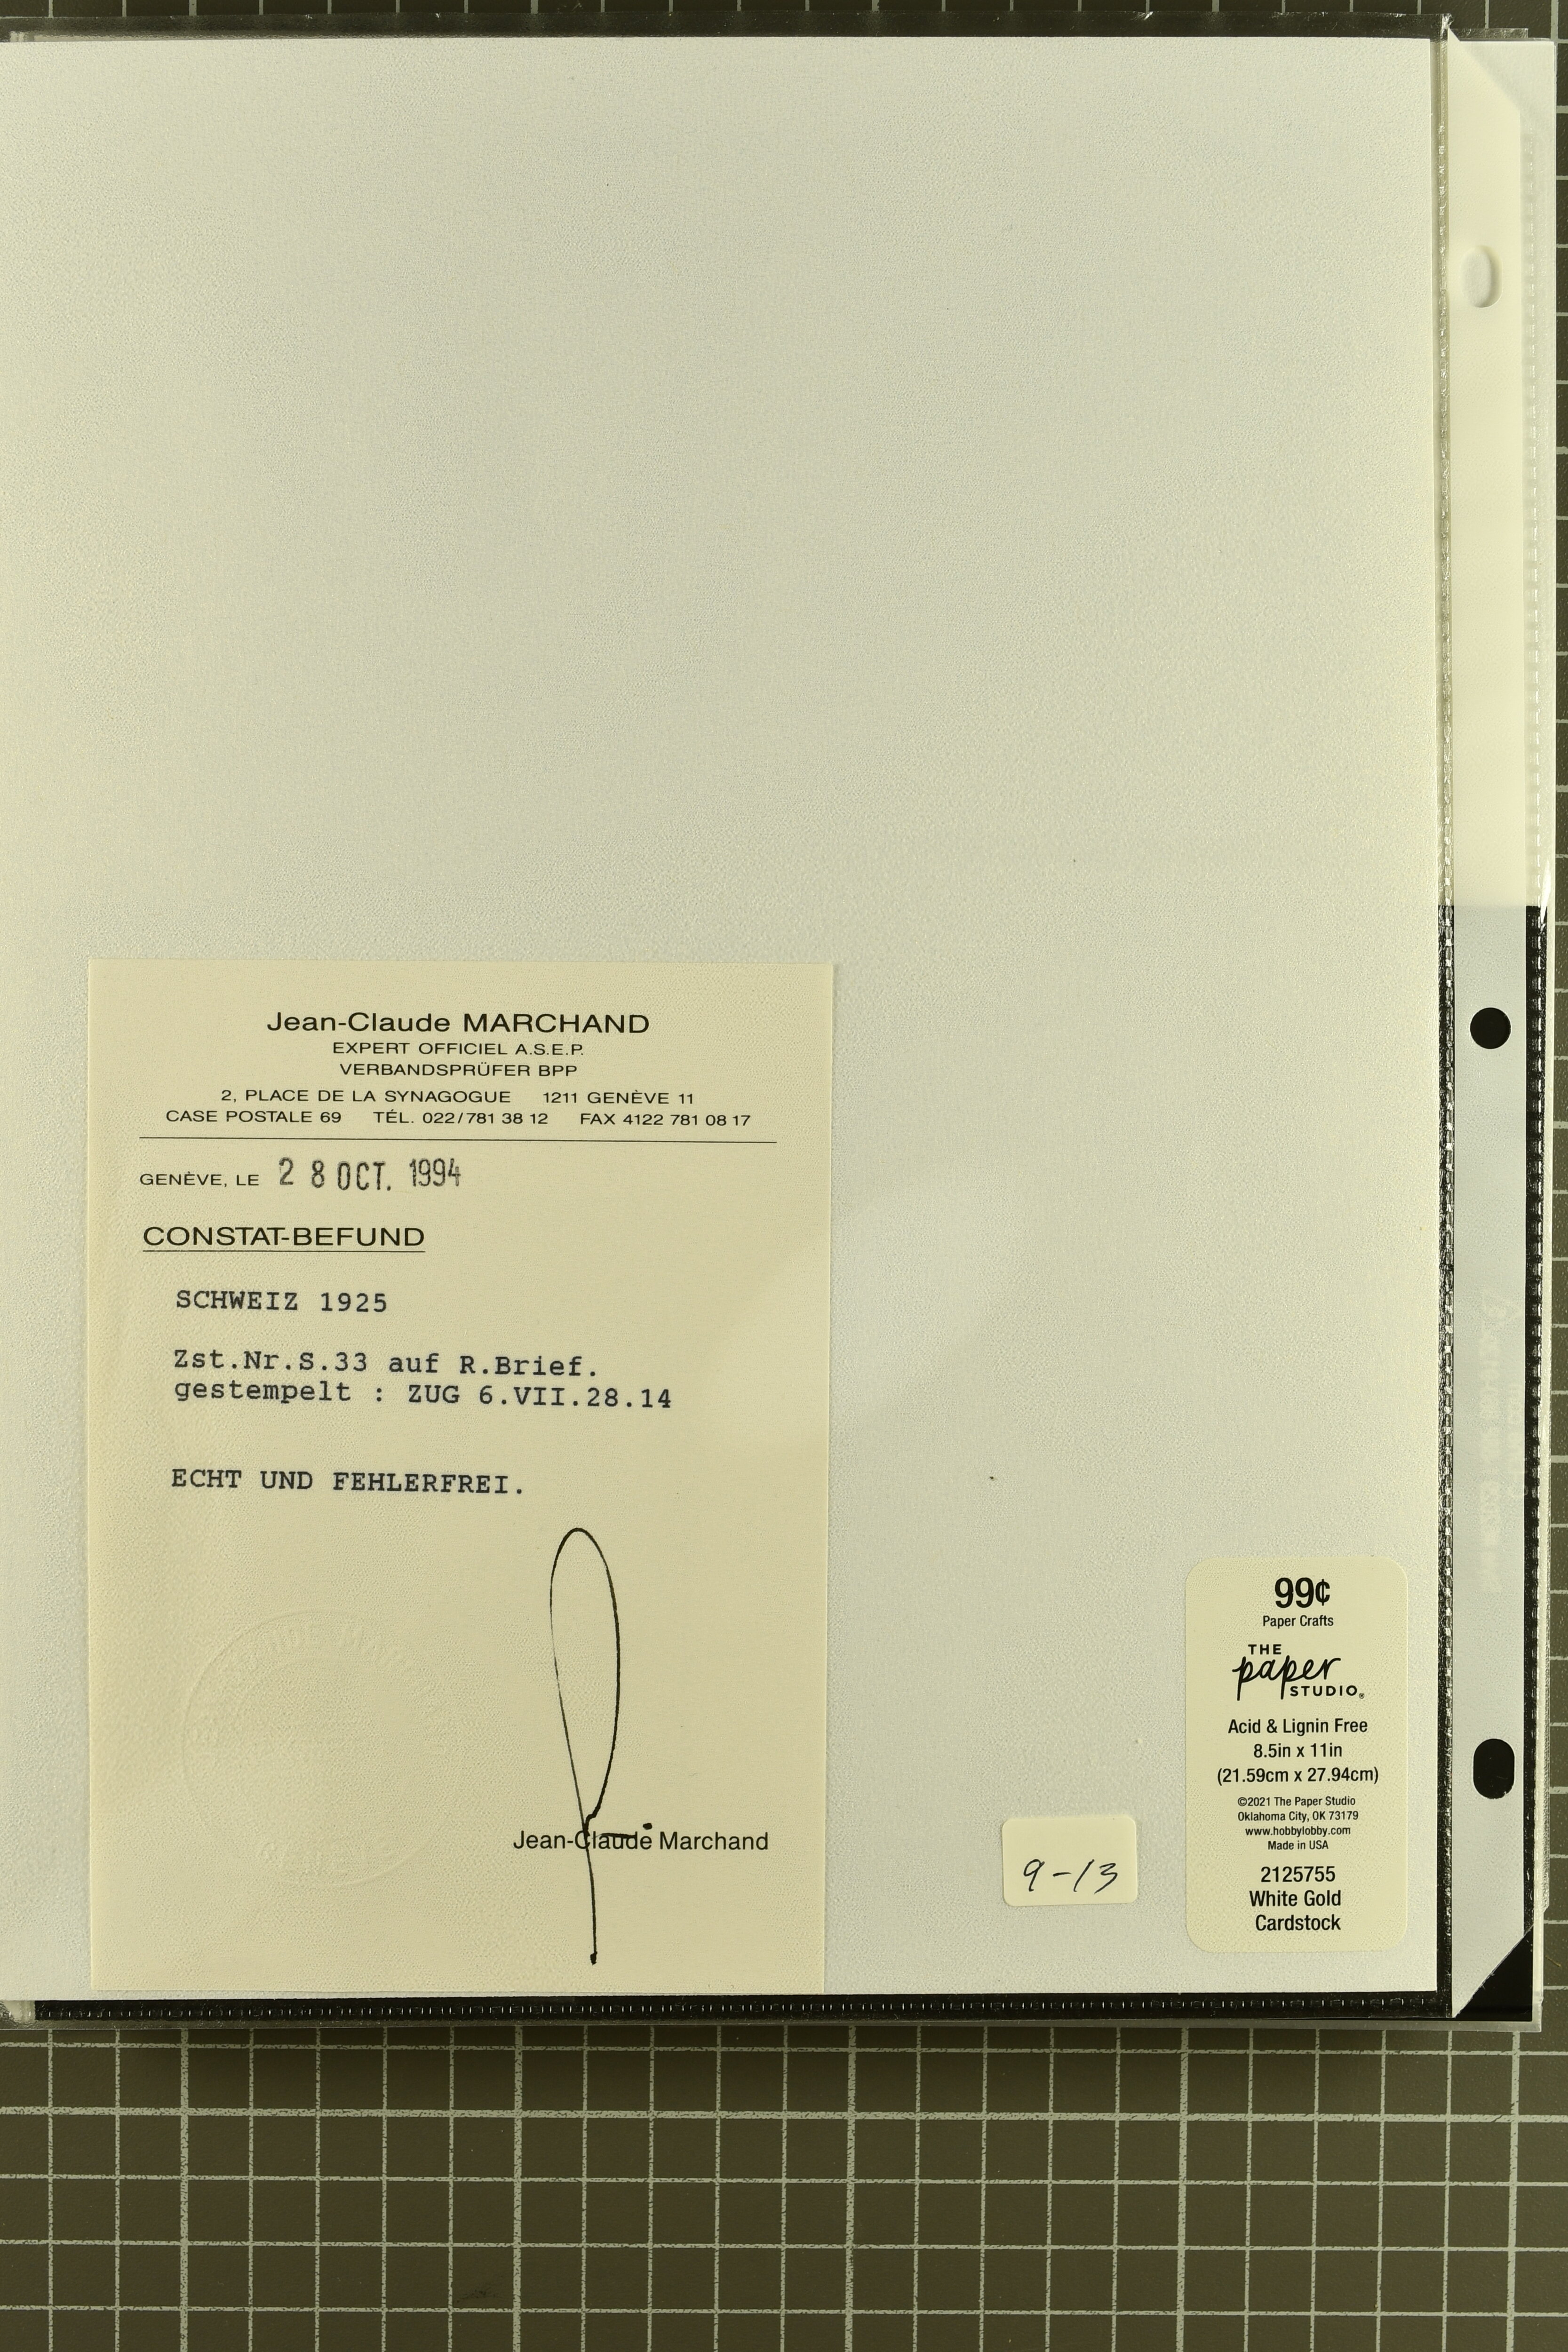 Jean-Claude MARCHAND
EXPERT OFFICIEL A.S.E.P.
VERBANDSPRÜFER BPP
2, PLACE DE LA SYNAGOGUE 1211 GENÈVE 11
CASE POSTALE 69 TÉL. 022/781 38 12 FAX 4122 781 08 17
GENÈVE, LE 28 OCT. 1994
CONSTAT-BEFUND
SCHWEIZ 1925
Zst.Nr.S.33 auf R.Brief.
gestempelt : ZUG 6.VII.28.14
ECHT UND FEHLERFREI.
Jean-Claude Marchand
9-13
99¢
Paper Crafts
THE
paper
STUDIO®
Acid & Lignin Free
8.5in x 11in
(21.59cm x 27.94cm)
©2021 The Paper Studio
Oklahoma City, OK 73179
www.hobbylobby.com
Made in USA
2125755
White Gold
Cardstock